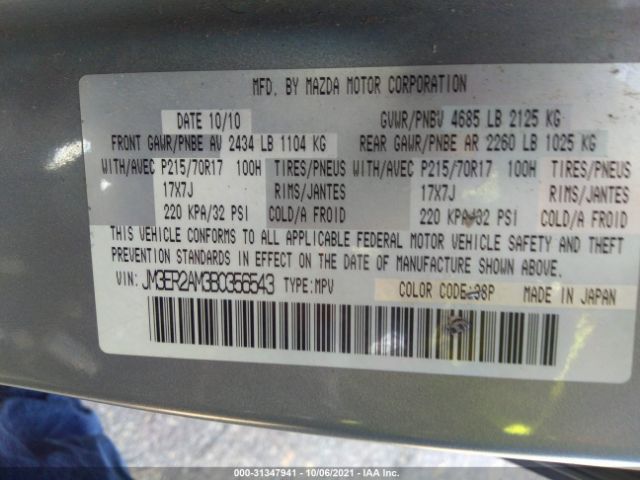 MFD. BY MAZDA MOTOR CORPORATION
DATE 10/10 GVWR/PNBV 4685 LB 2125 KG
FRONT GAWR/PNBE AV 2434 LB 1104 KG REAR GAWR/PNBE AR 2260 LB 1025 KG
WITH/AVEC P215/70R17 100H TIRES/PNEUS WITH/AVEC P215/70R17 100H TIRES/PNEUS
17X7J RIMS/JANTES 17X7J RIMS/JANTES
220 KPA/32 PSI COLD/A FROID 220 KPA/32 PSI COLD/A FROID
THIS VEHICLE CONFORMS TO ALL APPLICABLE FEDERAL MOTOR VEHICLE SAFETY AND THEFT
PREVENTION STANDARDS IN EFFECT ON THE DATE OF MANUFACTURE SHOWN ABOVE.
VIN: JM3ER2AM3B0356543 TYPE:MPV COLOR CODE:38P MADE IN JAPAN
000-31347941 - 10/06/2021 - IAA Inc.